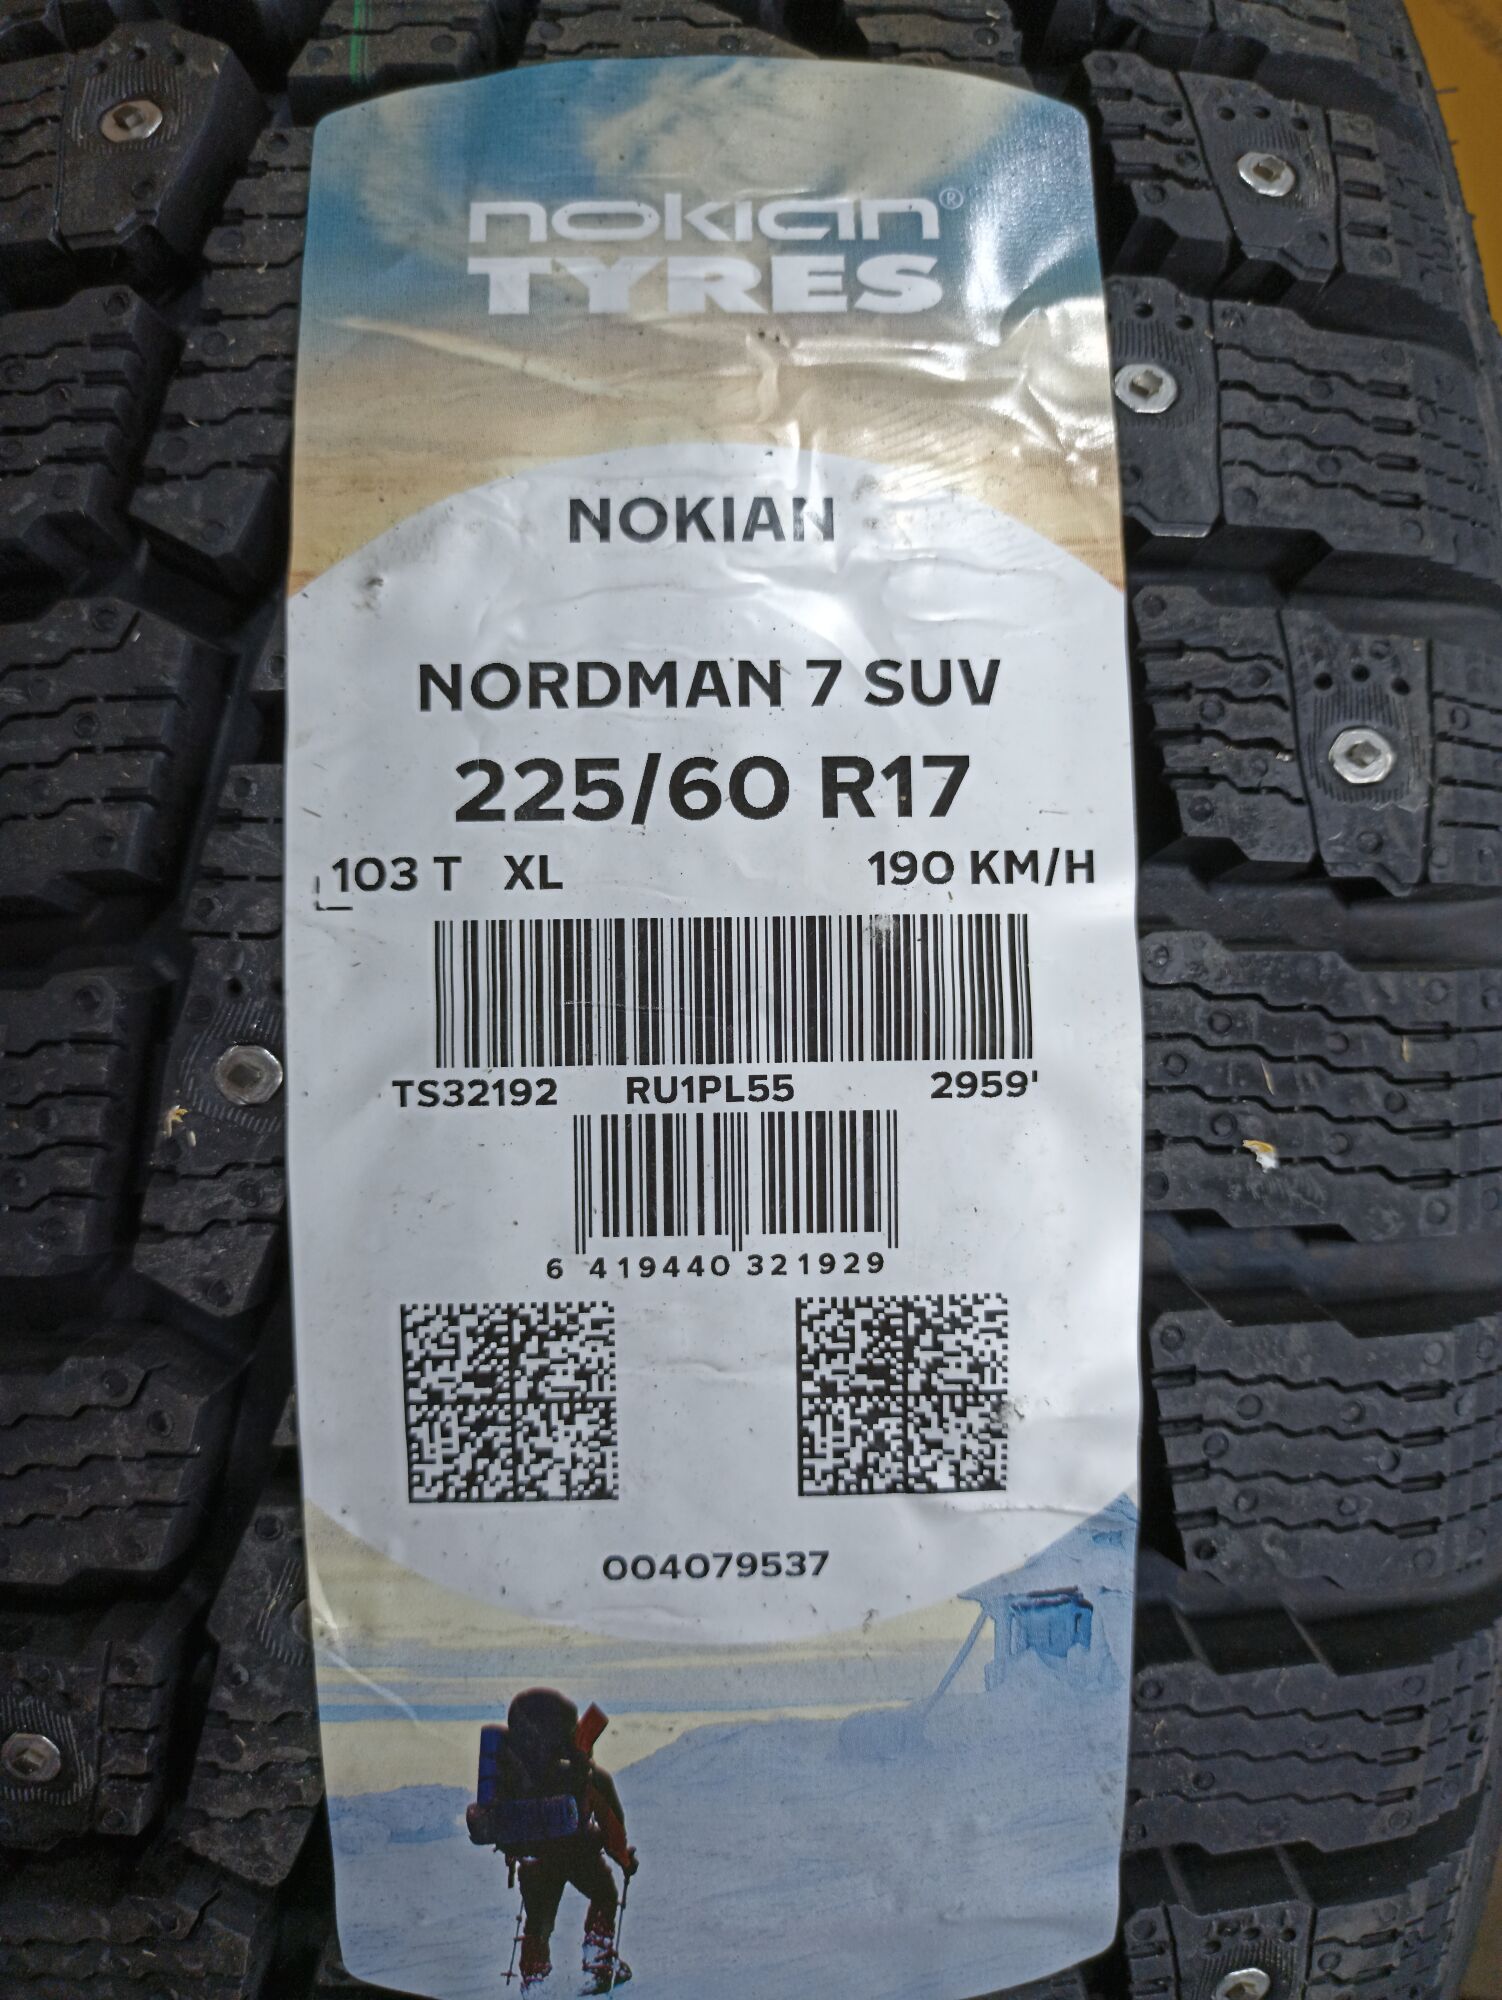 nokian®
TYRES
NOKIAN
NORDMAN 7 SUV
225/60 R17
103 T XL 190 KM/H
TS32192 RU1PL55 2959'
6 419440 321929
004079537